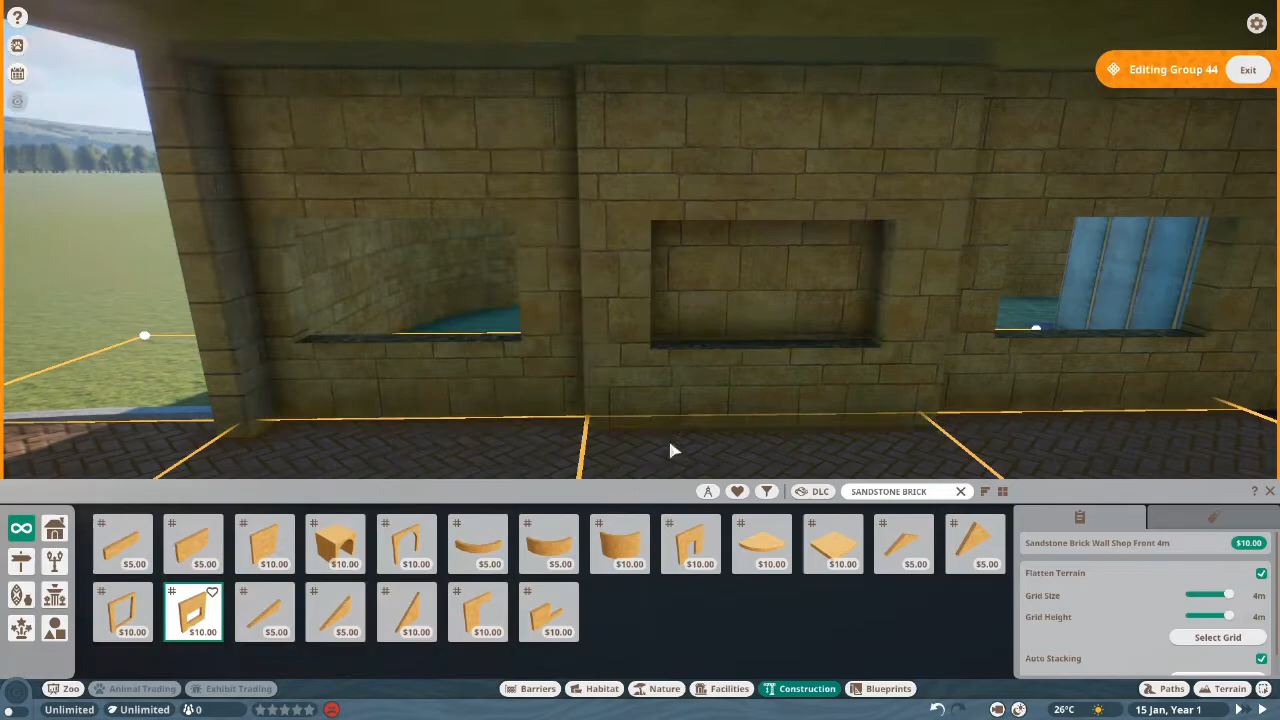 ?
Editing Group 44 Exit
DLC SANDSTONE BRICK
?
$5.00 $5.00 $10.00 $10.00 $10.00 $5.00 $5.00 $10.00 $10.00 $10.00 $10.00 $5.00 $5.00
$10.00 $10.00 $5.00 $5.00 $10.00 $10.00 $10.00
Sandstone Brick Wall Shop Front 4m $10.00
Flatten Terrain
Grid Size 4m
Grid Height 4m
Select Grid
Auto Stacking
Zoo Animal Trading Exhibit Trading Barriers Habitat Nature Facilities Construction Blueprints Paths Terrain
Unlimited Unlimited 0 26°C 15 Jan, Year 1